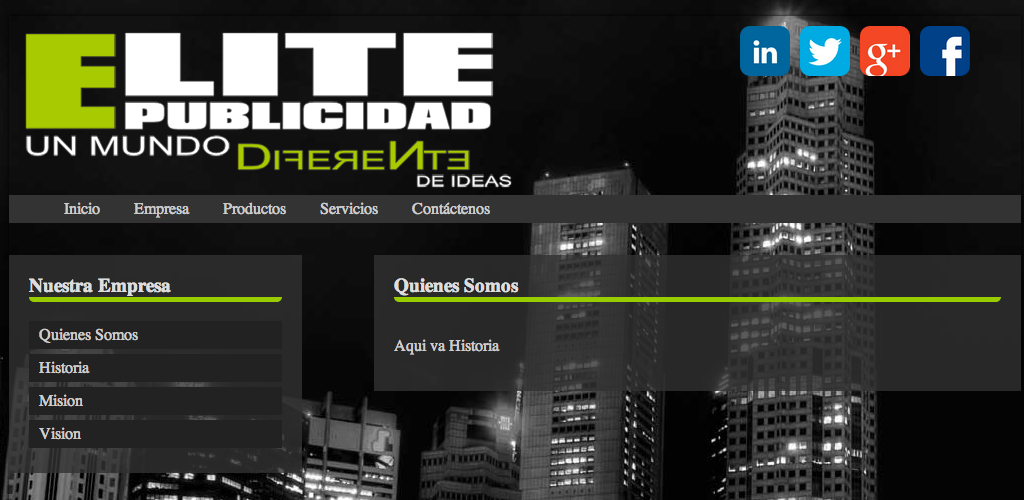 ELITE
PUBLICIDAD
UN MUNDO DIFERENTE
DE IDEAS
in g+ f
Inicio Empresa Productos Servicios Contáctenos
Nuestra Empresa
Quienes Somos
Historia
Mision
Vision
Quienes Somos
Aqui va Historia